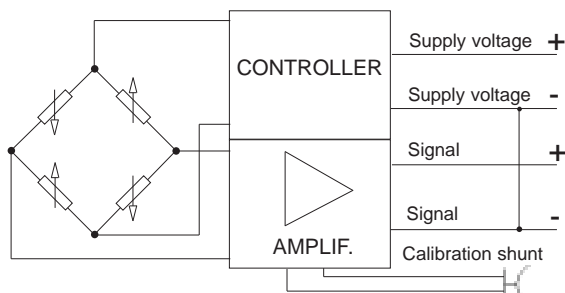 CONTROLLER
Supply voltage +
Supply voltage -
Signal +
Signal -
AMPLIF.
Calibration shunt